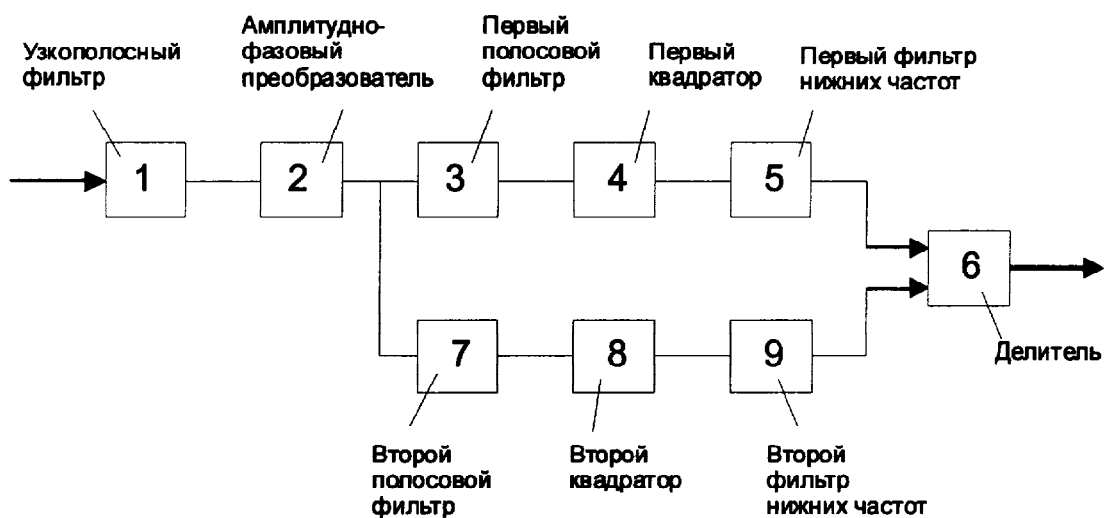 Узкополосный
фильтр
Амплитудно-
фазовый
преобразователь
Первый
полосовой
фильтр
Первый
квадратор
Первый фильтр
нижних частот
1
2
3
4
5
6
Делитель
7
8
9
Второй
полосовой
фильтр
Второй
квадратор
Второй
фильтр
нижних частот